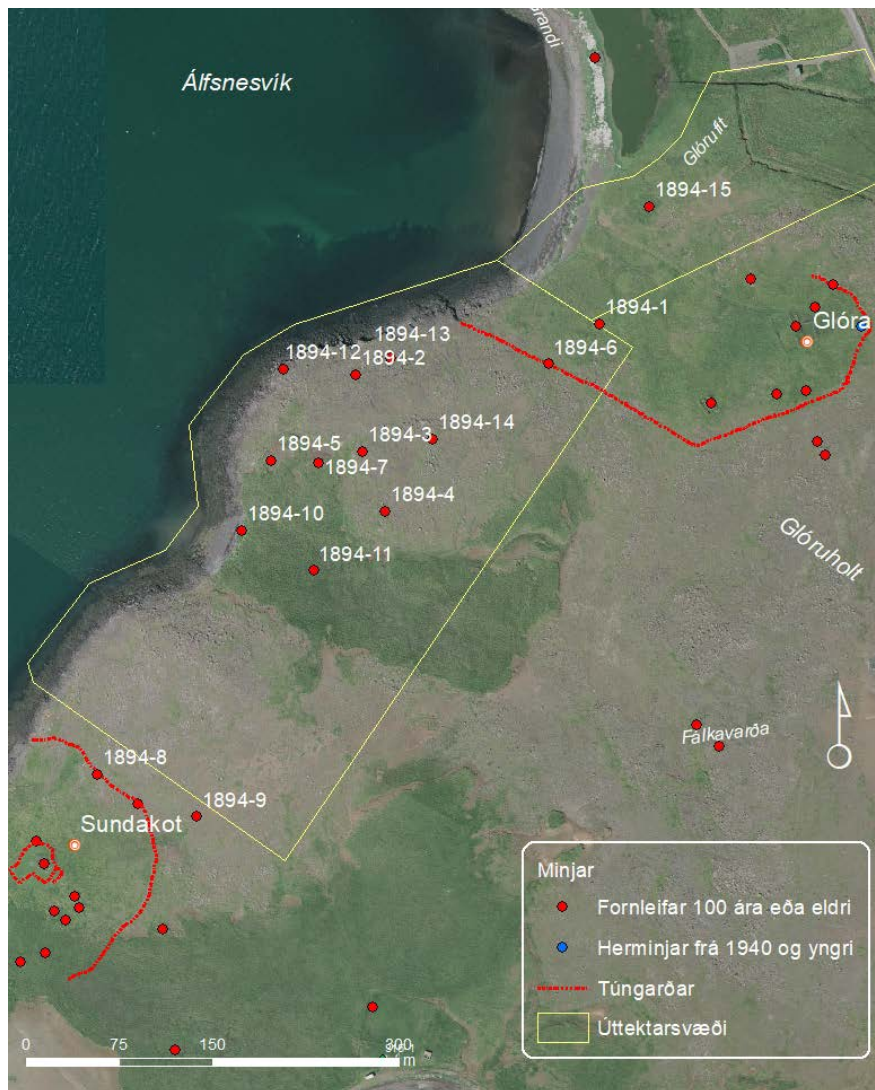 Grandi
Álfsnesvík
Glóruft
1894-15
1894-1
Glóra
1894-13
1894-6
1894-12
1894-2
1894-14
1894-3
1894-5
1894-7
1894-4
1894-10
Glóruholt
1894-11
Fálkavarða
1894-8
1894-9
Sundakot
Minjar
Fornleifar 100 ára eða eldri
Herminjar frá 1940 og yngri
Túngarðar
Úttektarsvæði
0 75 150 300
m